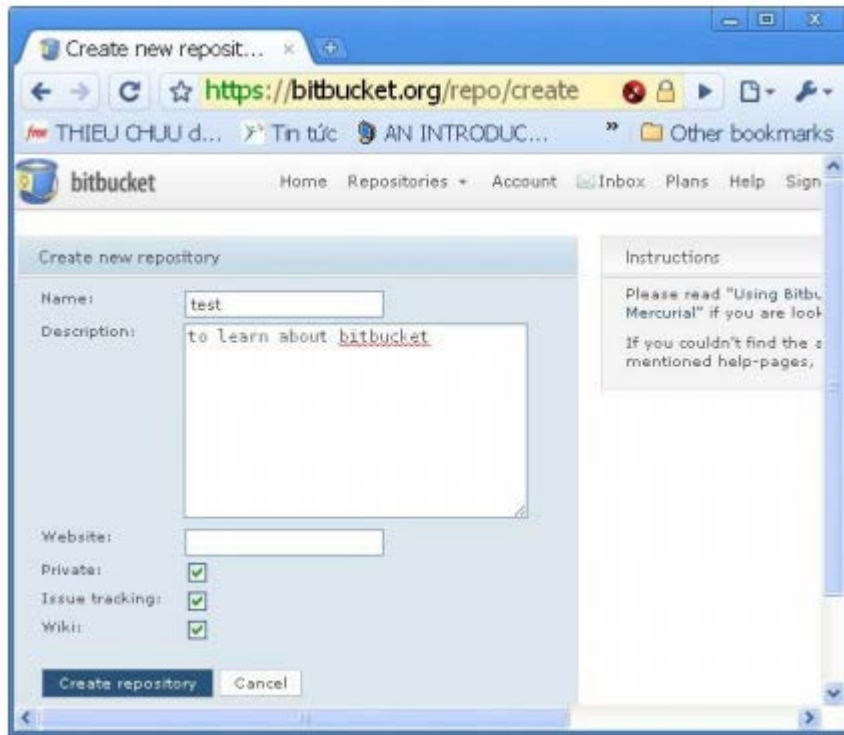 Create new reposit...
https://bitbucket.org/repo/create
free THIEU CHUU d... Tin tức AN INTRODUC... » Other bookmarks
bitbucket Home Repositories Account Inbox Plans Help Sign
Create new repository
Name: test
Description: to learn about bitbucket
Website:
Private:
Issue tracking:
Wiki:
Create repository Cancel
Instructions
Please read "Using Bitbu
Mercurial" if you are look
If you couldn't find the a
mentioned help-pages,